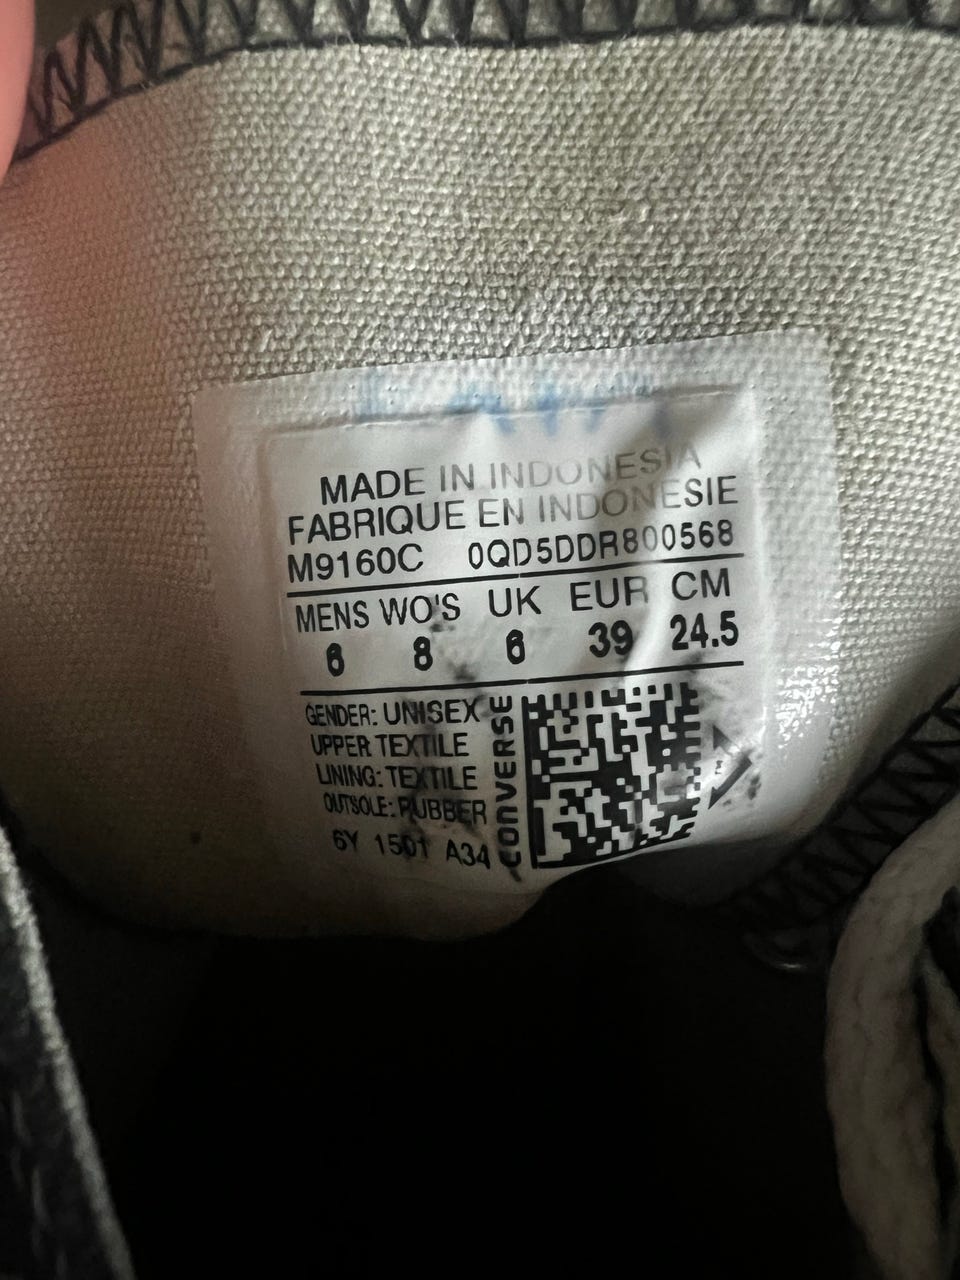 MADE IN INDONESIA
FABRIQUE EN INDONESIE
M9160C 0QD5DDR800568
MENS WO'S UK EUR CM
6 8 6 39 24.5
GENDER: UNISEX
UPPER TEXTILE
LINING: TEXTILE
OUTSOLE: RUBBER
6Y 1501 A34
CONVERSE